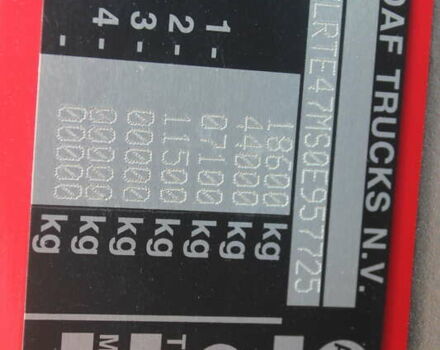 DAF TRUCKS N.V.
LRTE47MS0E957725
18600 kg
44000 kg
1 - 07100 kg
2 - 11500 kg
3 - 00000 kg
4 - 00000 kg
00000 kg